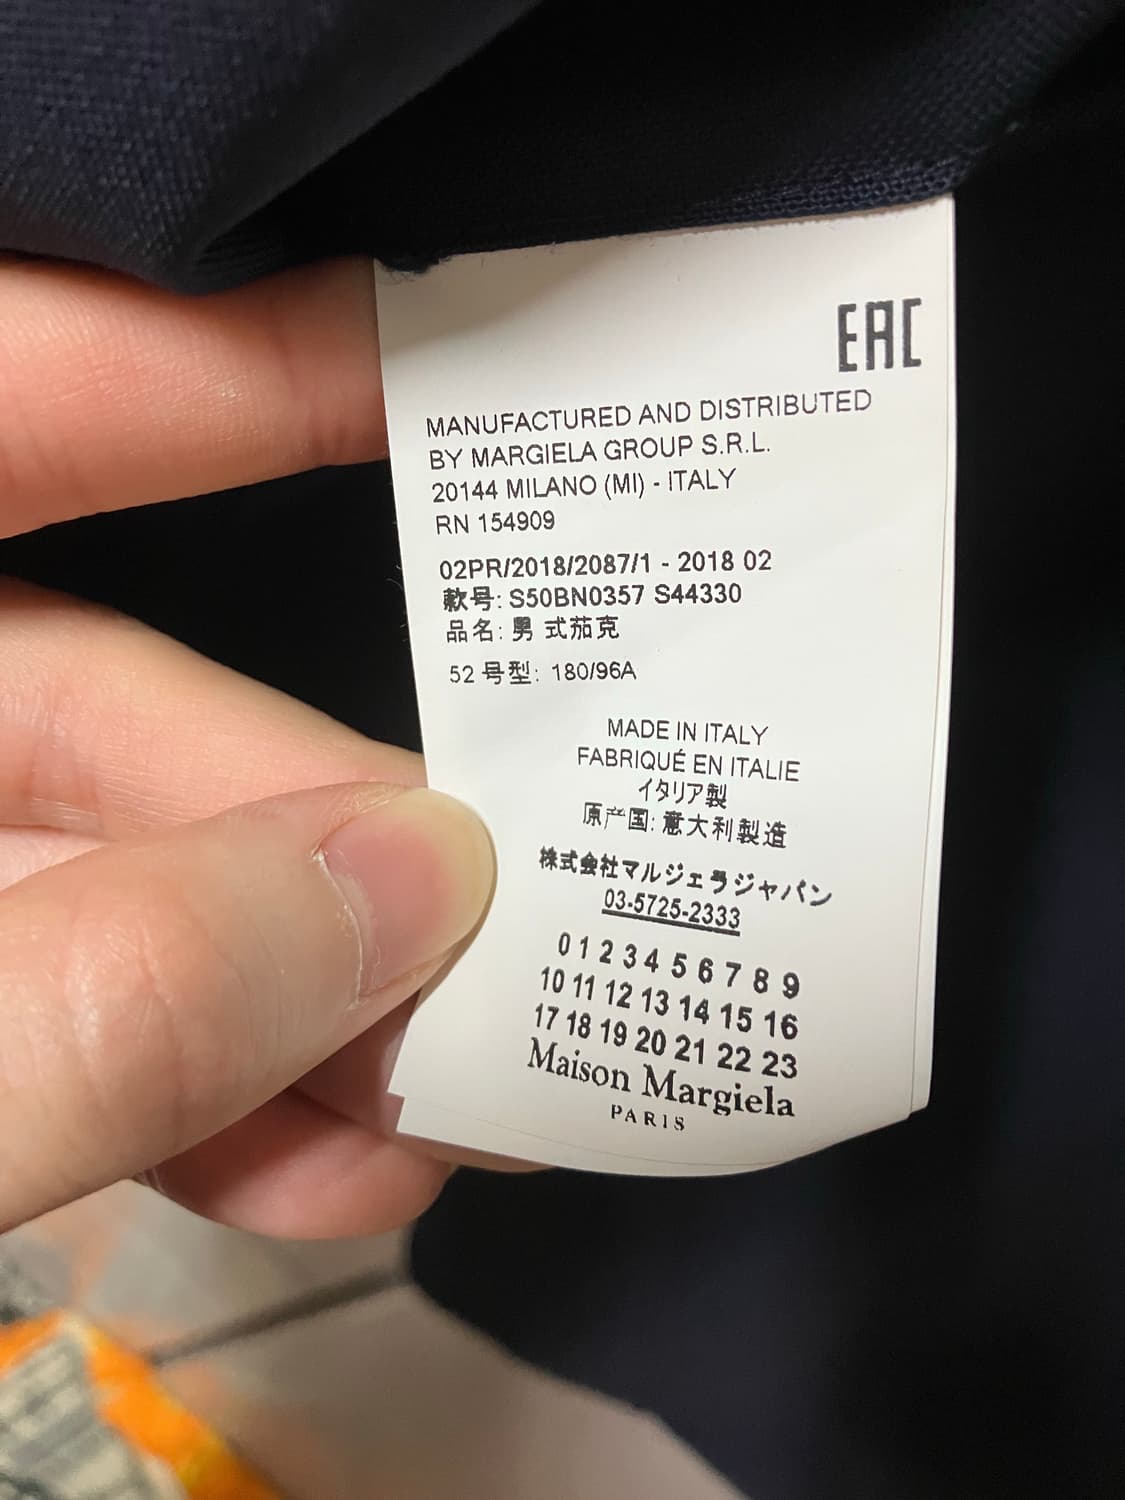 EAC
MANUFACTURED AND DISTRIBUTED
BY MARGIELA GROUP S.R.L.
20144 MILANO (MI) - ITALY
RN 154909
02PR/2018/2087/1 - 2018 02
款号: S50BN0357 S44330
品名: 男 式茄克
52 号型: 180/96A
MADE IN ITALY
FABRIQUÉ EN ITALIE
イタリア製
原产国: 意大利製造
株式会社マルジェラジャパン
03-5725-2333
0 1 2 3 4 5 6 7 8 9
10 11 12 13 14 15 16
17 18 19 20 21 22 23
Maison Margiela
PARIS